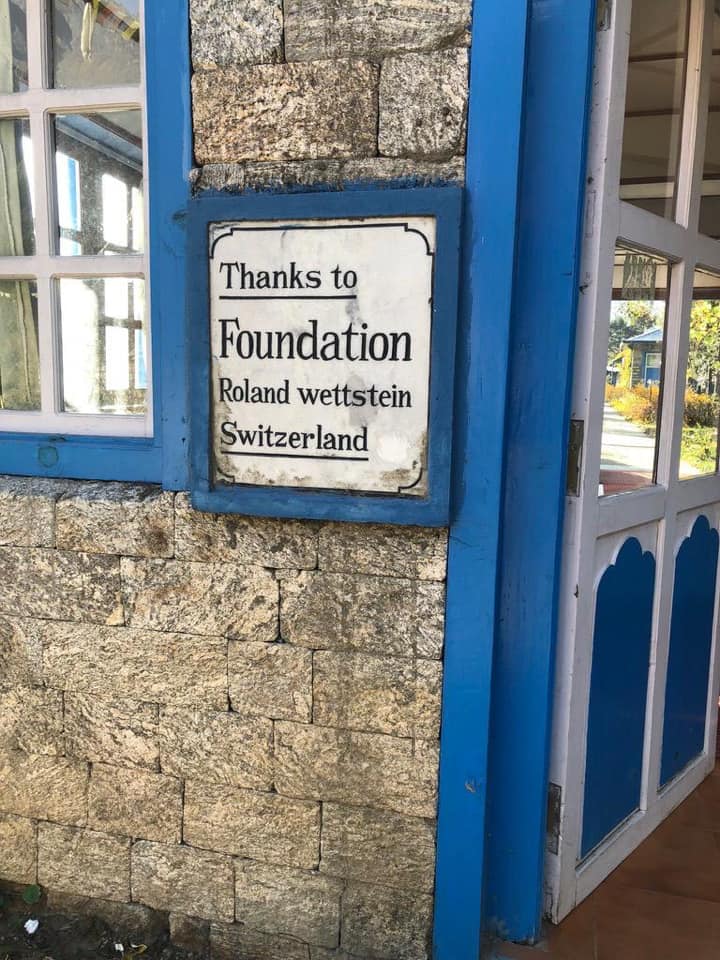 Thanks to
Foundation
Roland wettstein
Switzerland